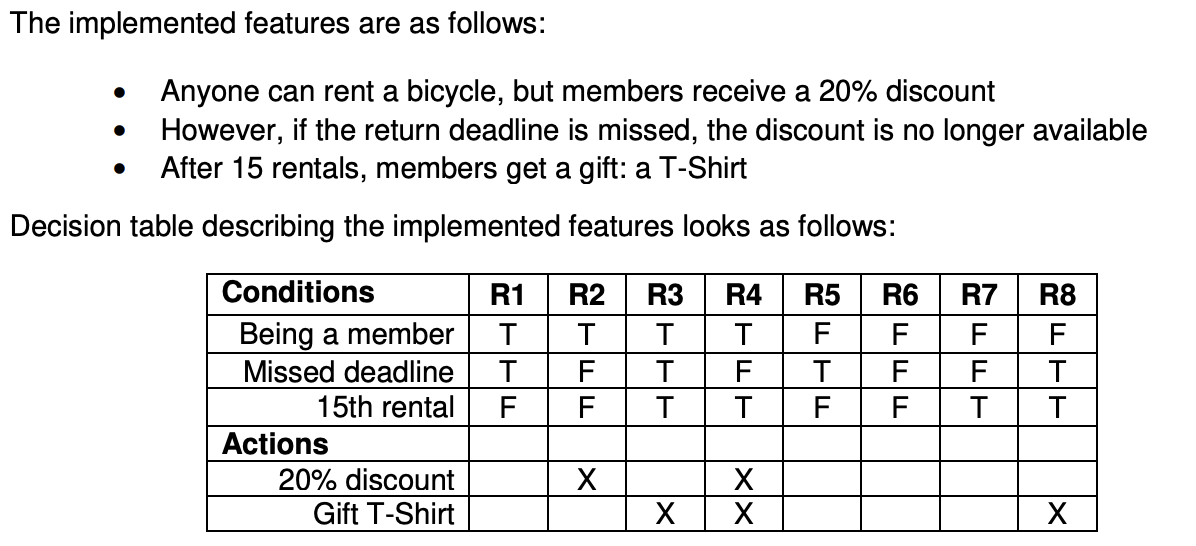 The implemented features are as follows:
• Anyone can rent a bicycle, but members receive a 20% discount
• However, if the return deadline is missed, the discount is no longer available
• After 15 rentals, members get a gift: a T-Shirt
Decision table describing the implemented features looks as follows:
Conditions R1 R2 R3 R4 R5 R6 R7 R8
Being a member T T T T F F F F
Missed deadline T F T F T F F T
15th rental F F T T F F T T
Actions
20% discount X X
Gift T-Shirt X X X